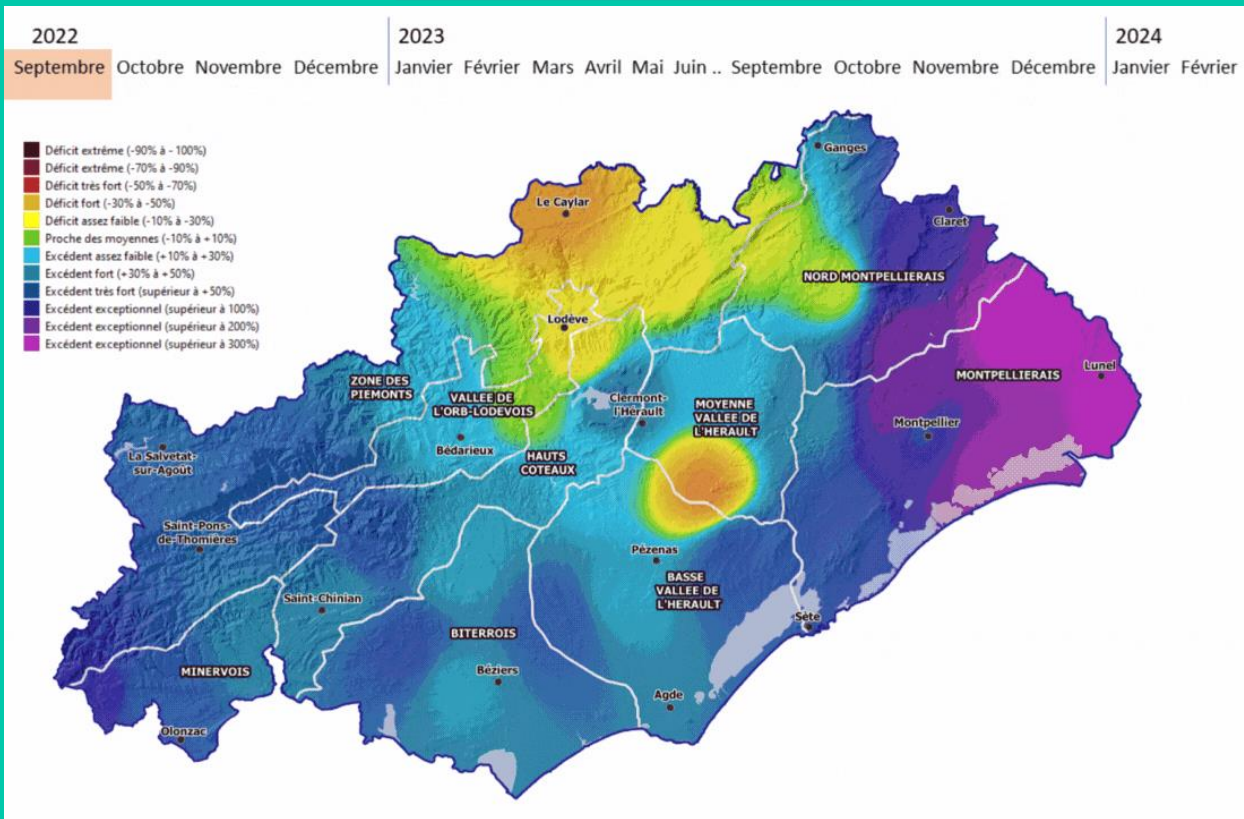 2022
2023
2024
Septembre Octobre Novembre Décembre Janvier Février Mars Avril Mai Juin .. Septembre Octobre Novembre Décembre Janvier Février
Déficit extrême (-90% à - 100%)
Déficit extrême (-70% à -90%)
Déficit très fort (-50% à -70%)
Déficit fort (-30% à -50%)
Déficit assez faible (-10% à -30%)
Proche des moyennes (-10% à +10%)
Excédent assez faible (+10% à +30%)
Excédent fort (+30% à +50%)
Excédent très fort (supérieur à +50%)
Excédent exceptionnel (supérieur à 100%)
Excédent exceptionnel (supérieur à 200%)
Excédent exceptionnel (supérieur à 300%)
Ganges
Le Caylar
Claret
NORD MONTPELLIERAIS
Lodève
Lunel
MONTPELLIERAIS
ZONE DES
PIEMONTS
VALLEE DE
L'ORB-LODEVOIS
Clermont-
l'Hérault
MOYENNE
VALLEE DE
L'HERAULT
Montpellier
Bédarieux
La Salvetat-
sur-Agoût
HAUTS
COTEAUX
Saint-Pons-
de-Thomières
Pézenas
BASSE
VALLEE DE
L'HERAULT
Saint-Chinian
Sète
BITERROIS
MINERVOIS
Béziers
Agde
Olonzac